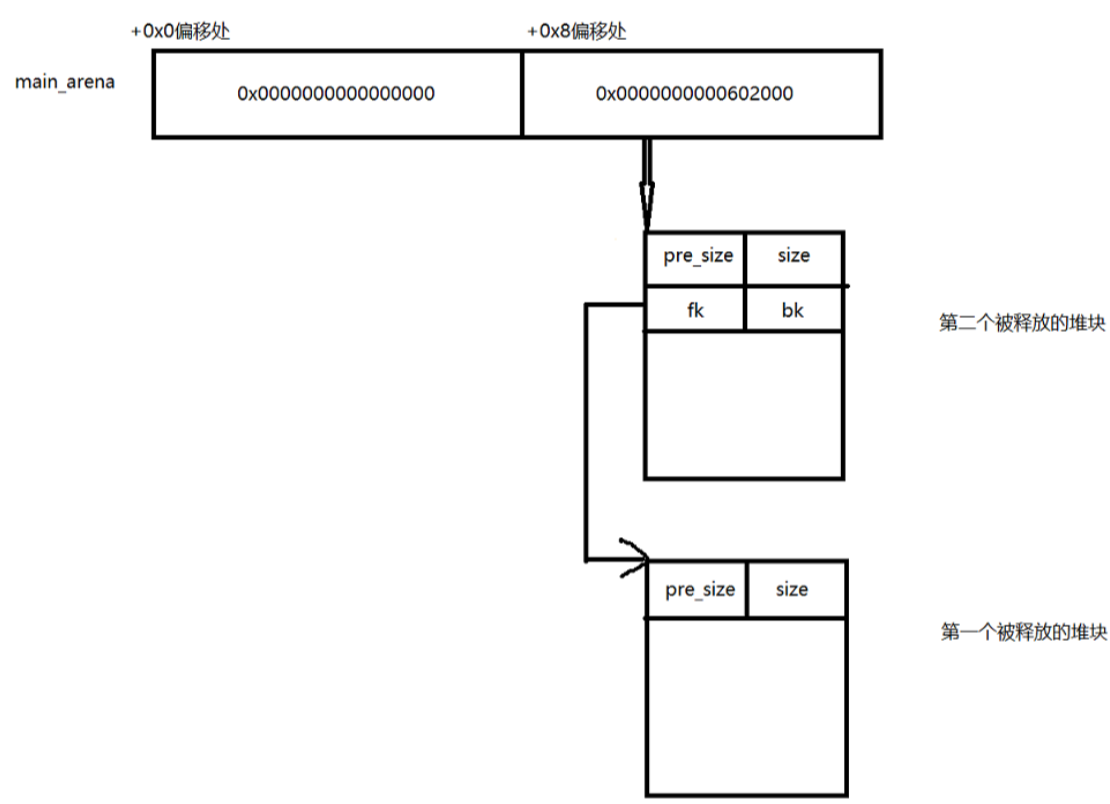 +0x0偏移处
+0x8偏移处
main_arena
0x0000000000000000
0x0000000000602000
pre_size
size
fk
bk
第二个被释放的堆块
pre_size
size
第一个被释放的堆块